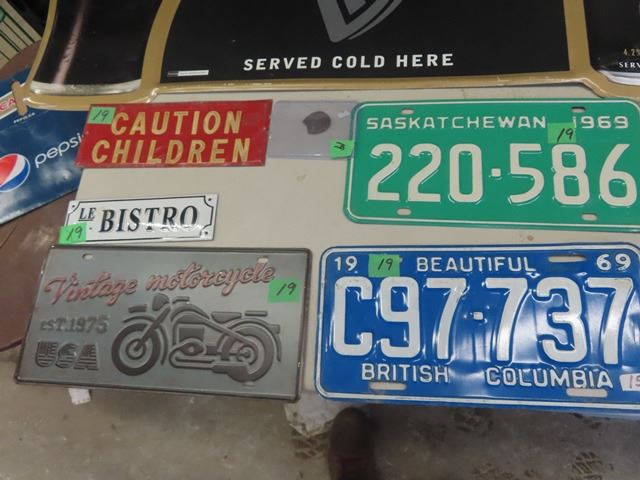 SERVED COLD HERE
pepsi
19
CAUTION
CHILDREN
SASKATCHEWAN 1969
19
220·586
LE BISTRO
19
Vintage motorcycle
EST.1975
USA
19
19 BEAUTIFUL 69
19
C97·737
BRITISH COLUMBIA